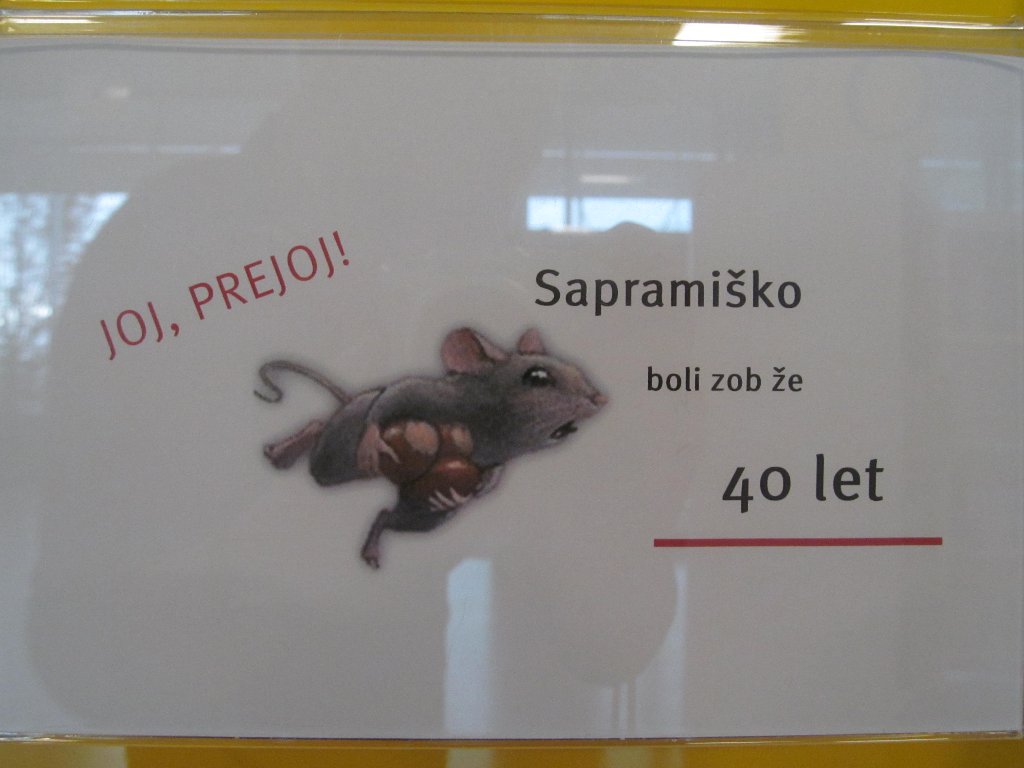 JOJ, PREJOJ!
Sapramiško
boli zob že
40 let